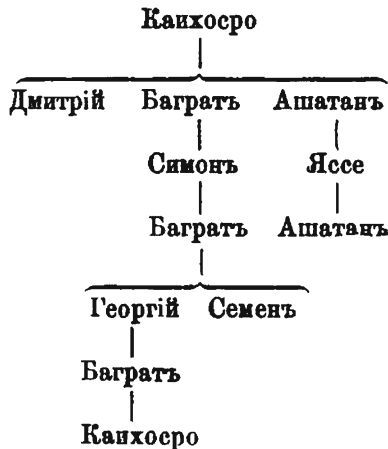 Каихосро
Дмитрій Багратъ Ашатанъ
Симонъ Яссе
Багратъ Ашатанъ
Георгій Семенъ
Багратъ
Каихосро